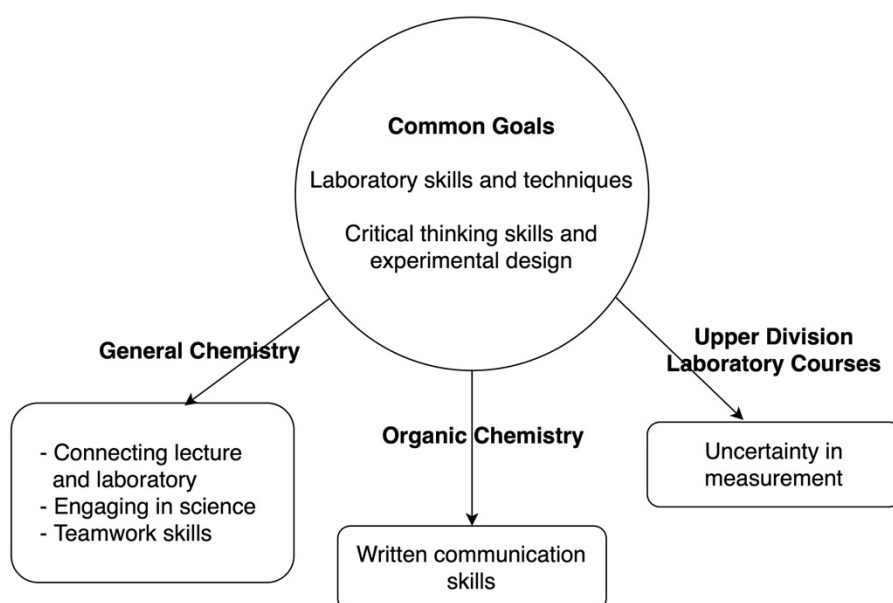 Common Goals
Laboratory skills and techniques
Critical thinking skills and
experimental design
General Chemistry
- Connecting lecture
and laboratory
- Engaging in science
- Teamwork skills
Organic Chemistry
Written communication
skills
Upper Division
Laboratory Courses
Uncertainty in
measurement